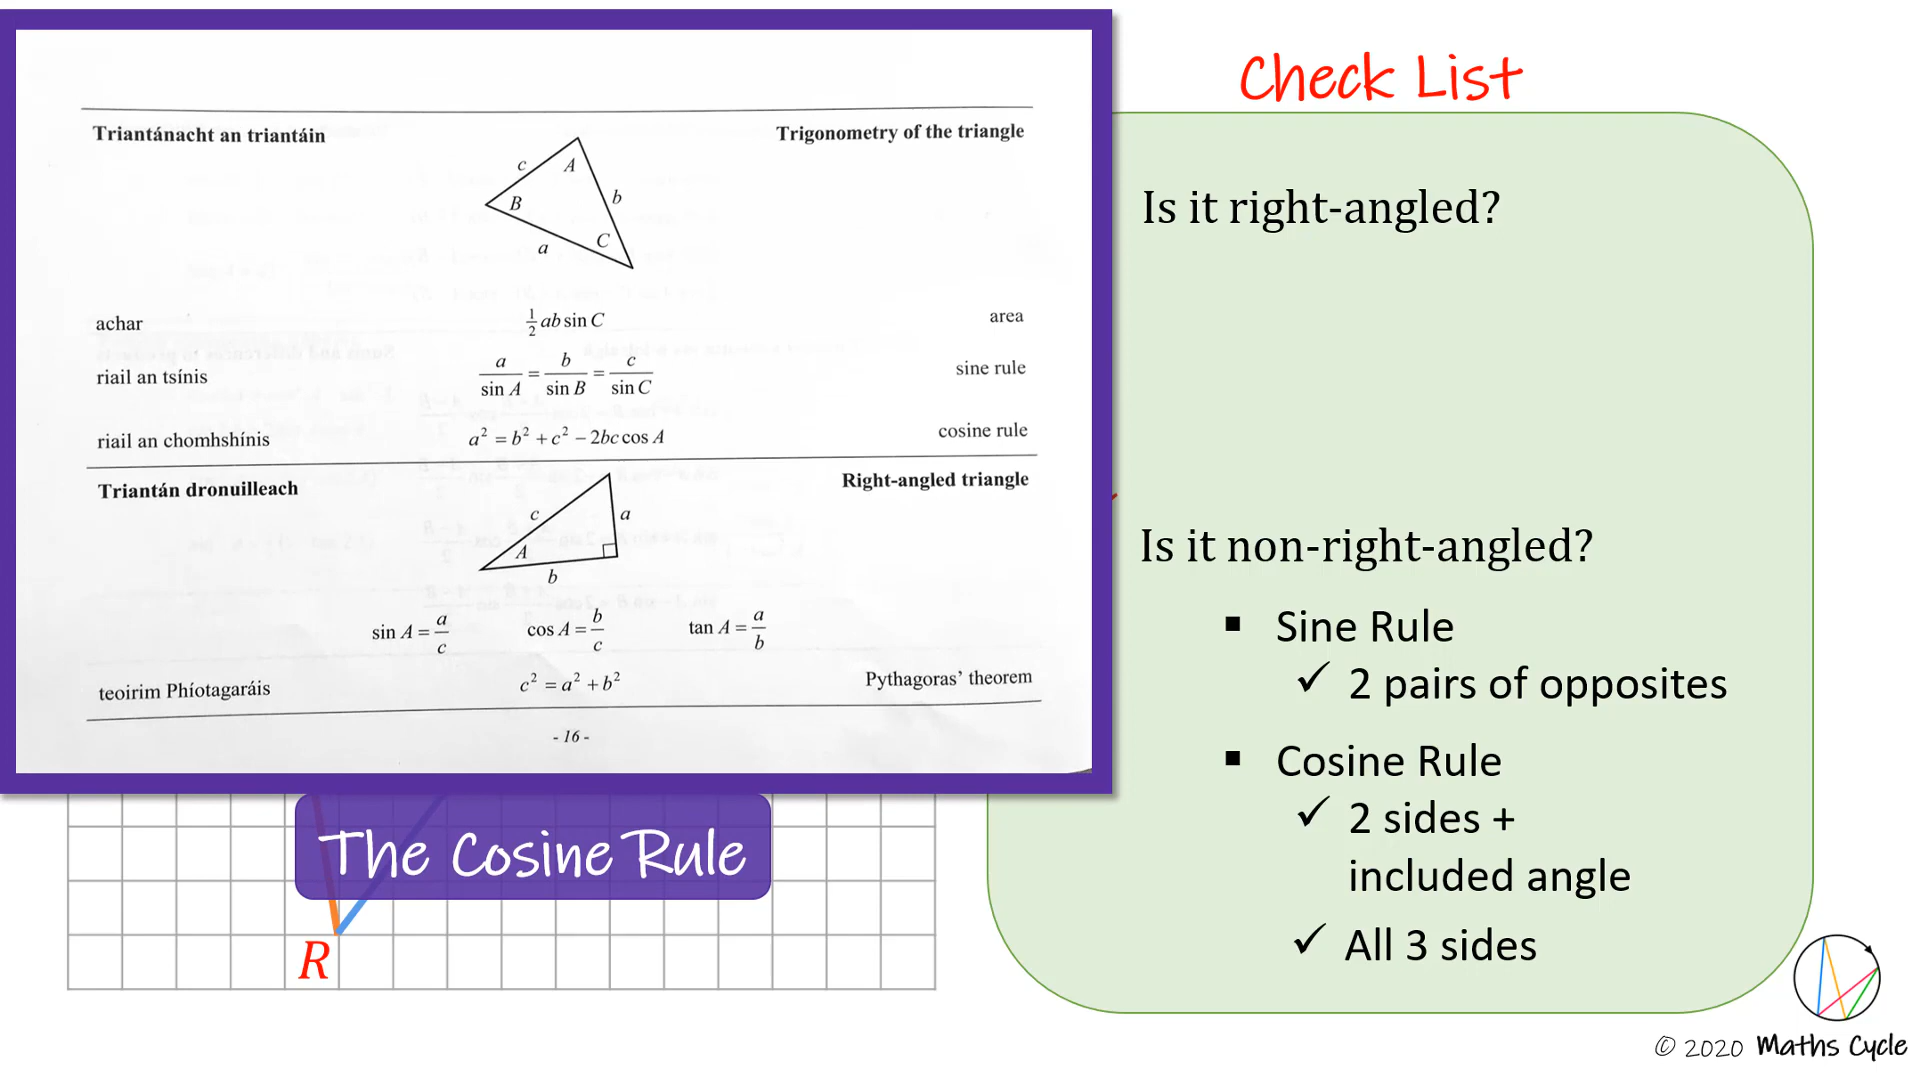 Triantánacht an triantáin
Trigonometry of the triangle
c
A
b
B
C
a
achar
½ ab sin C
area
riail an tsínis
a/sin A = b/sin B = c/sin C
sine rule
riail an chomhshínis
a² = b² + c² − 2bc cos A
cosine rule
Triantán dronuilleach
Right-angled triangle
c
a
A
b
sin A = a/c
cos A = b/c
tan A = a/b
teoirim Phíotagaráis
c² = a² + b²
Pythagoras’ theorem
- 16 -
The Cosine Rule
R
Check List
Is it right-angled?
Is it non-right-angled?
▪ Sine Rule
✓ 2 pairs of opposites
▪ Cosine Rule
✓ 2 sides +
included angle
✓ All 3 sides
© 2020 Maths Cycle